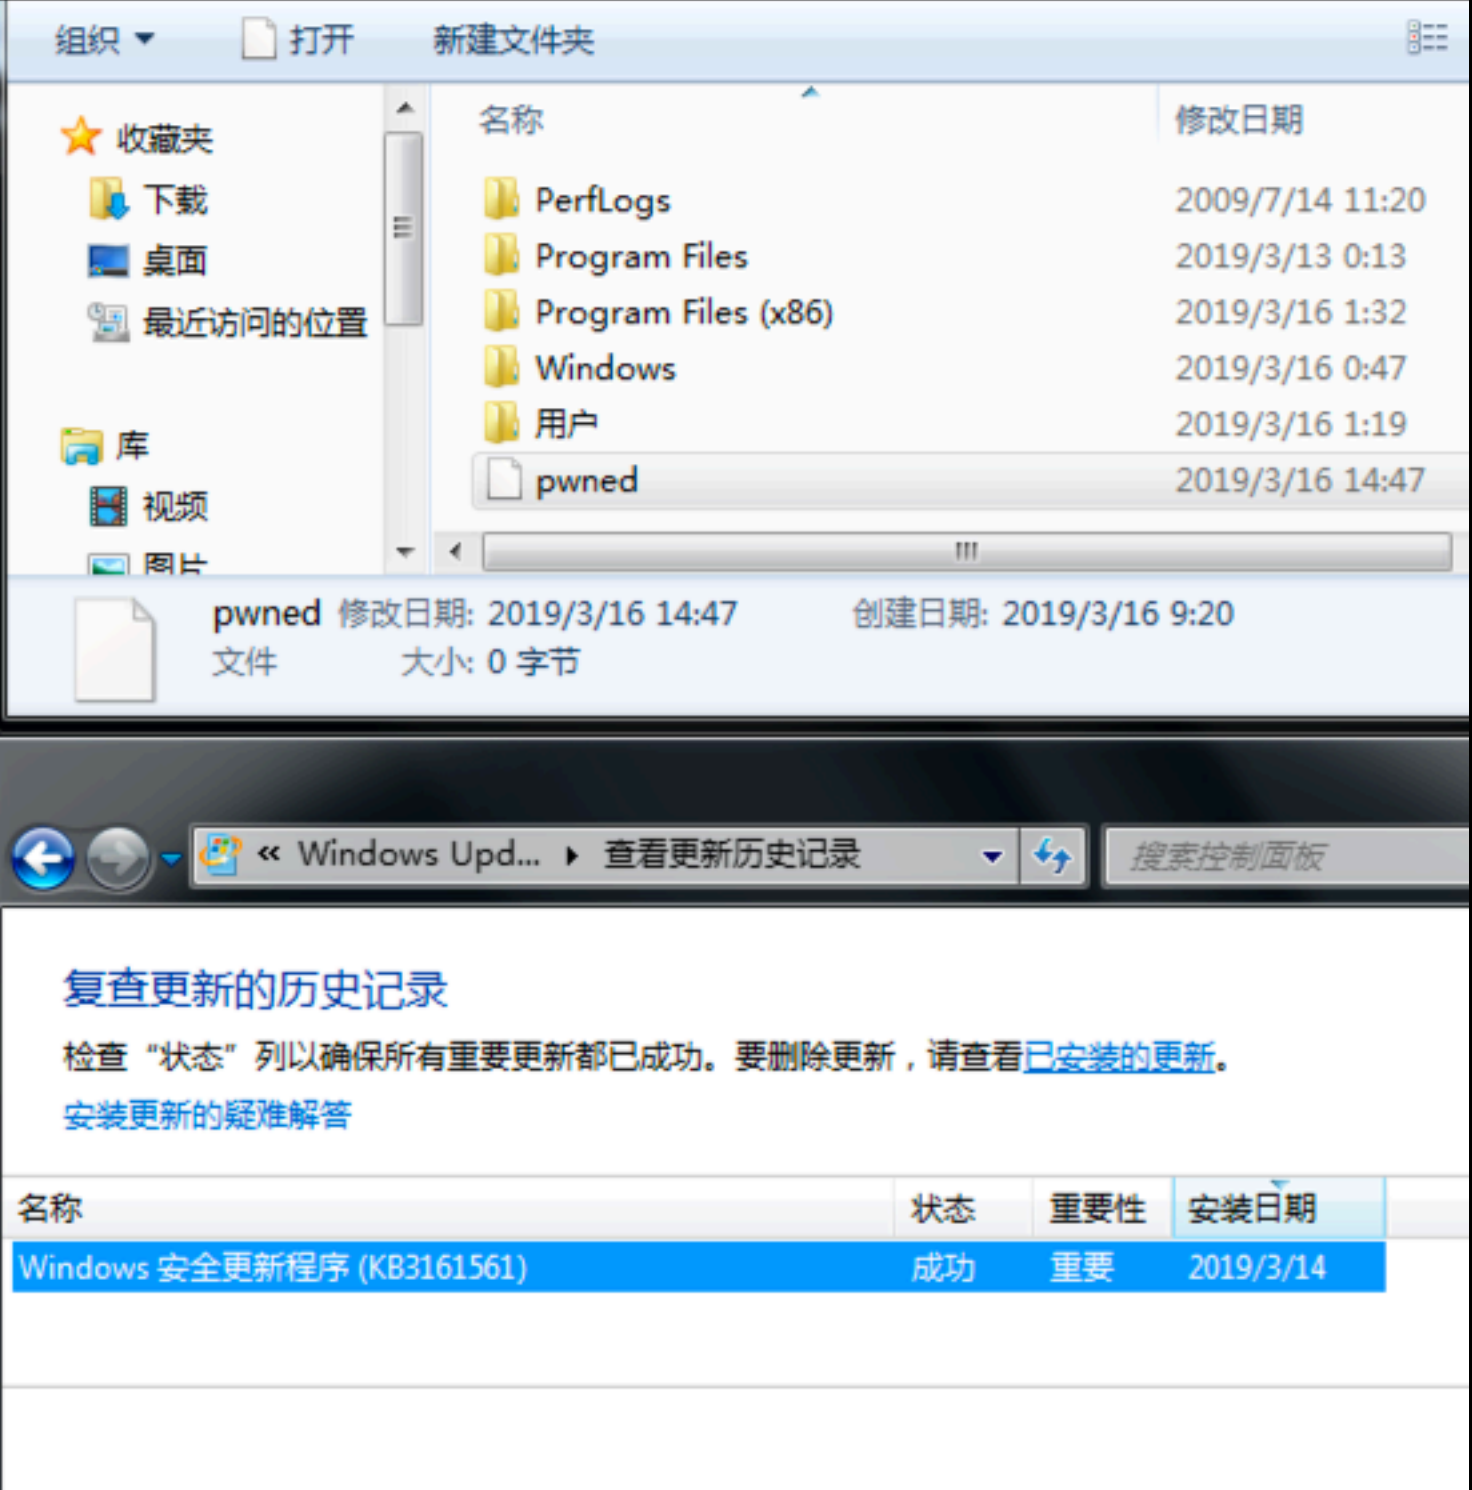 组织 打开 新建文件夹
收藏夹
下载
桌面
最近访问的位置
库
视频
图片
名称 修改日期
PerfLogs 2009/7/14 11:20
Program Files 2019/3/13 0:13
Program Files (x86) 2019/3/16 1:32
Windows 2019/3/16 0:47
用户 2019/3/16 1:19
pwned 2019/3/16 14:47
pwned 修改日期: 2019/3/16 14:47 创建日期: 2019/3/16 9:20
文件 大小: 0 字节
« Windows Upd... 查看更新历史记录 搜索控制面板
复查更新的历史记录
检查“状态”列以确保所有重要更新都已成功。要删除更新，请查看已安装的更新。
安装更新的疑难解答
名称 状态 重要性 安装日期
Windows 安全更新程序 (KB3161561) 成功 重要 2019/3/14